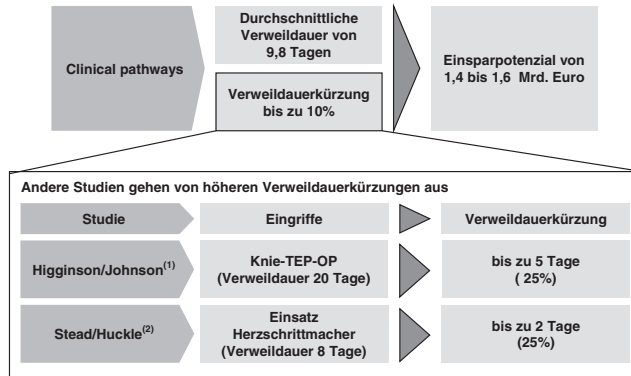 Clinical pathways
Durchschnittliche
Verweildauer von
9,8 Tagen
Verweildauerkürzung
bis zu 10%
Einsparpotenzial von
1,4 bis 1,6 Mrd. Euro
Andere Studien gehen von höheren Verweildauerkürzungen aus
Studie
Eingriffe
Verweildauerkürzung
Higginson/Johnson(1)
Knie-TEP-OP
(Verweildauer 20 Tage)
bis zu 5 Tage
( 25%)
Stead/Huckle(2)
Einsatz
Herzschrittmacher
(Verweildauer 8 Tage)
bis zu 2 Tage
(25%)